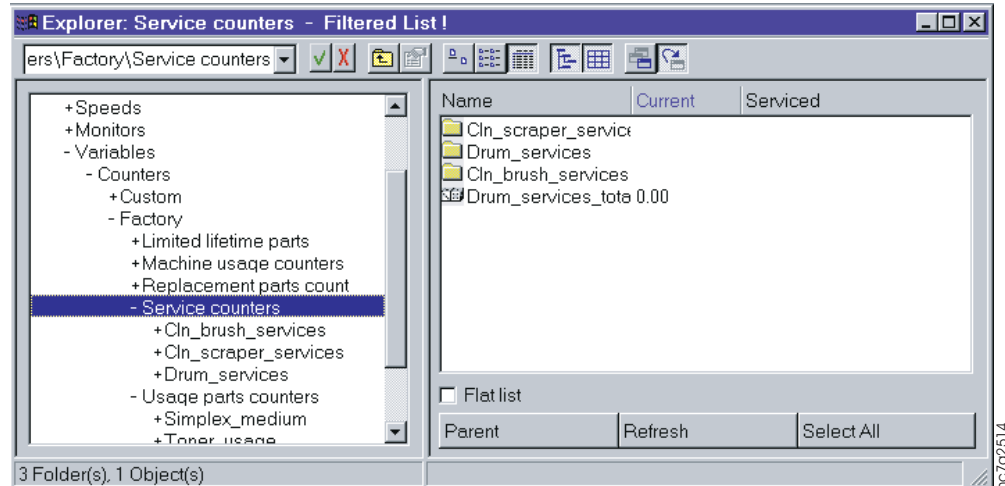 Explorer: Service counters - Filtered List!
ers\Factory\Service counters
+Speeds
+Monitors
- Variables
- Counters
+Custom
- Factory
+Limited lifetime parts
+Machine usage counters
+Replacement parts count
- Service counters
+Cln_brush_services
+Cln_scraper_services
+Drum_services
- Usage parts counters
+Simplex_medium
+Toner_usage
Name Current Serviced
Cln_scraper_service
Drum_services
Cln_brush_services
Drum_services_tota 0.00
Flat list
Parent Refresh Select All
3 Folder(s), 1 Object(s)